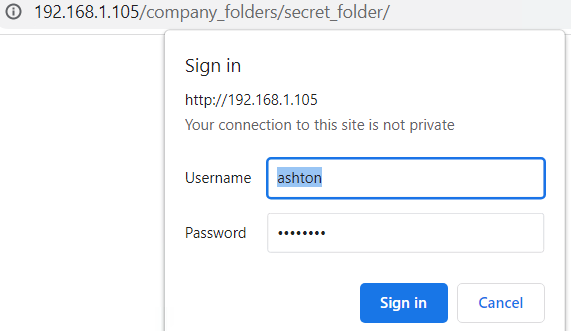 192.168.1.105/company_folders/secret_folder/
Sign in
http://192.168.1.105
Your connection to this site is not private
Username ashton
Password ••••••••
Sign in Cancel